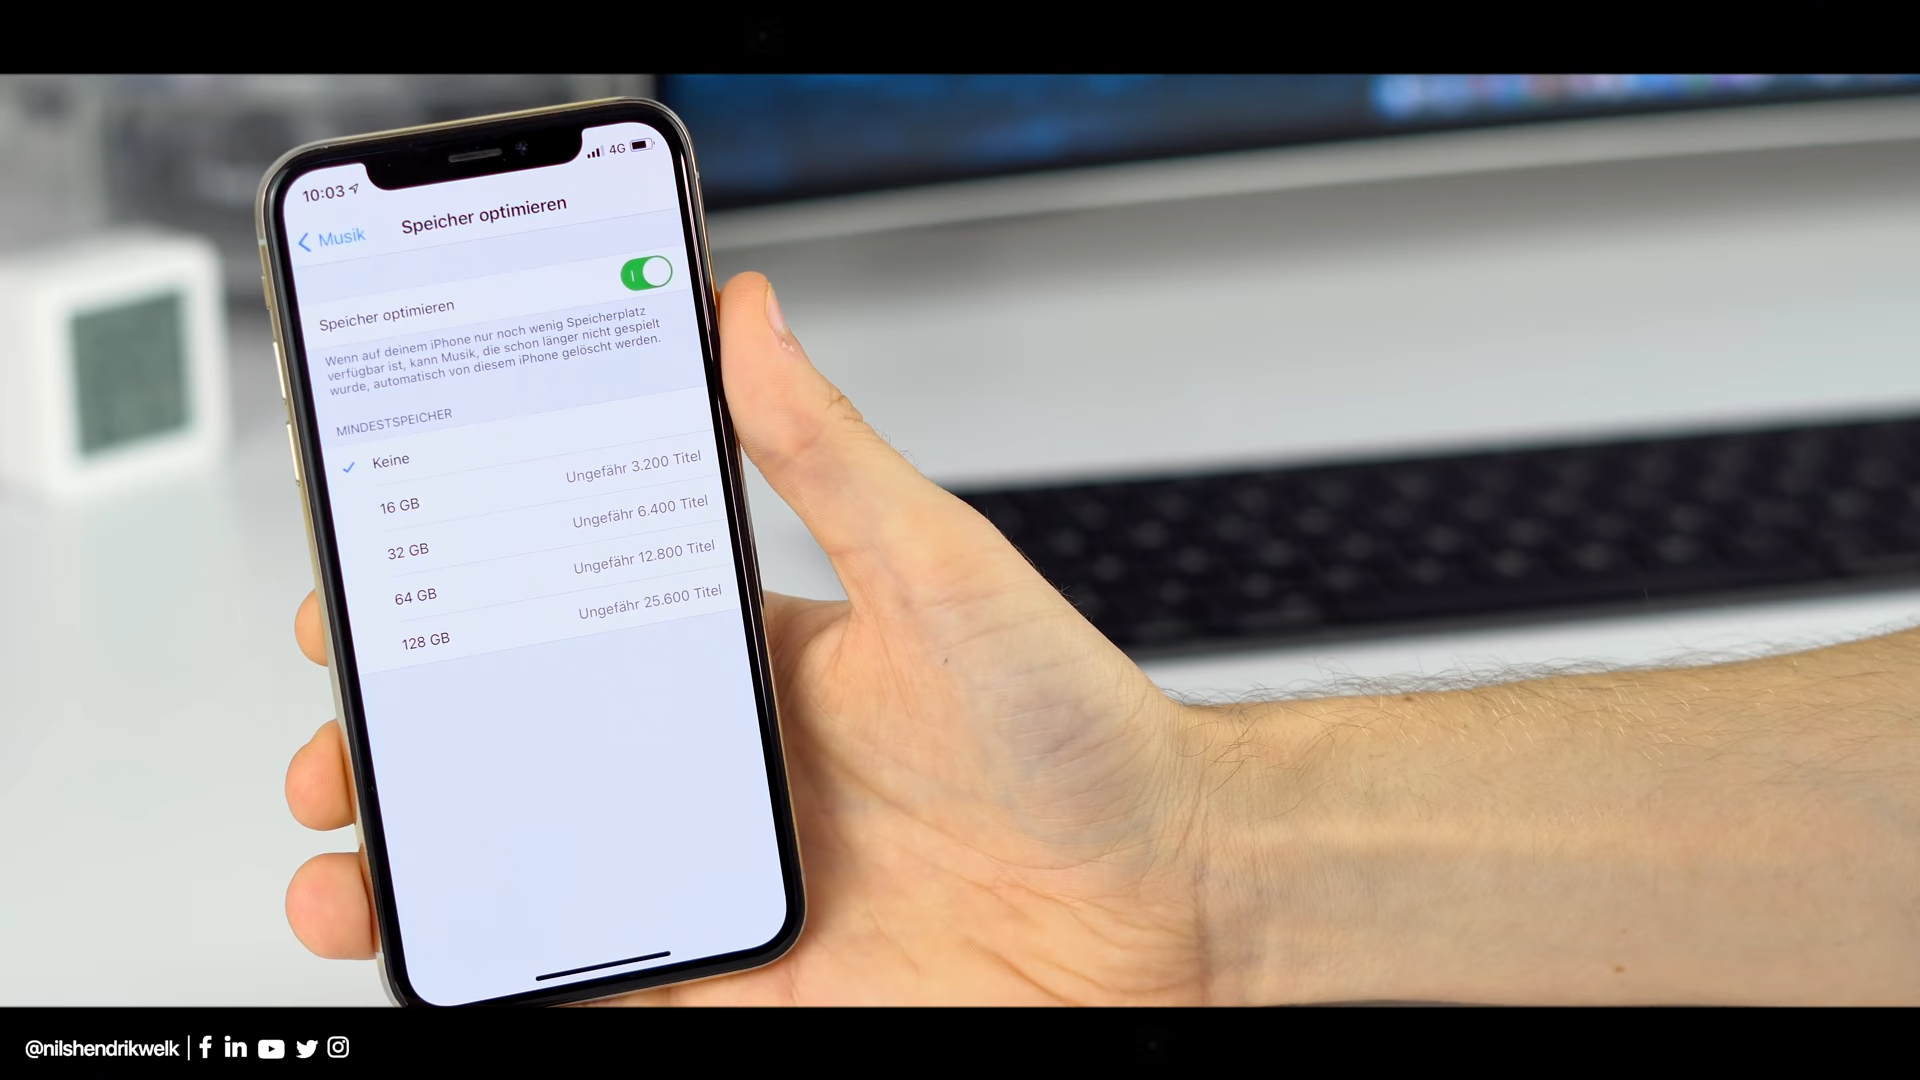 10:03
4G
Musik
Speicher optimieren
Speicher optimieren
Wenn auf deinem iPhone nur noch wenig Speicherplatz
verfügbar ist, kann Musik, die schon länger nicht gespielt
wurde, automatisch von diesem iPhone gelöscht werden.
MINDESTSPEICHER
Keine
16 GB Ungefähr 3.200 Titel
32 GB Ungefähr 6.400 Titel
64 GB Ungefähr 12.800 Titel
128 GB Ungefähr 25.600 Titel
@nilshendrikwelk